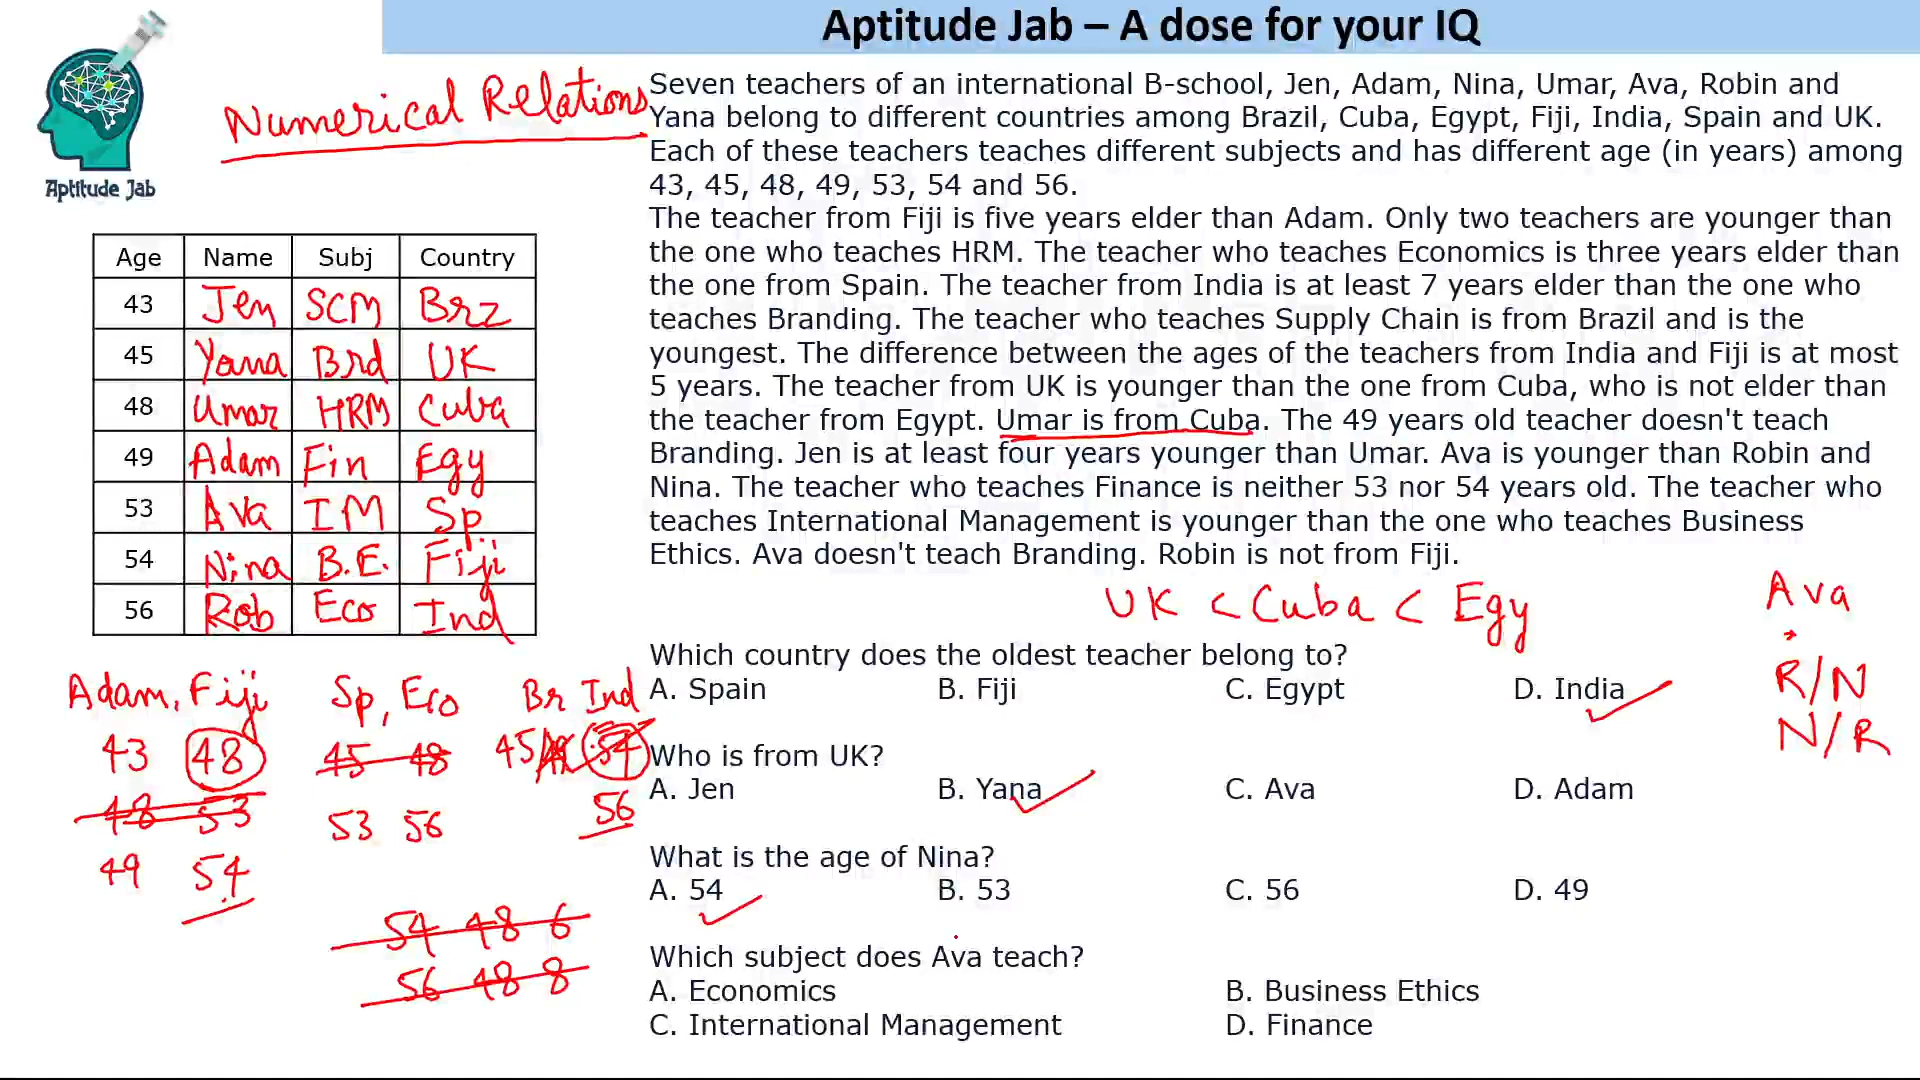 Aptitude Jab – A dose for your IQ
Aptitude Jab
Numerical Relations
Seven teachers of an international B-school, Jen, Adam, Nina, Umar, Ava, Robin and
Yana belong to different countries among Brazil, Cuba, Egypt, Fiji, India, Spain and UK.
Each of these teachers teaches different subjects and has different age (in years) among
43, 45, 48, 49, 53, 54 and 56.
The teacher from Fiji is five years elder than Adam. Only two teachers are younger than
the one who teaches HRM. The teacher who teaches Economics is three years elder than
the one from Spain. The teacher from India is at least 7 years elder than the one who
teaches Branding. The teacher who teaches Supply Chain is from Brazil and is the
youngest. The difference between the ages of the teachers from India and Fiji is at most
5 years. The teacher from UK is younger than the one from Cuba, who is not elder than
the teacher from Egypt. Umar is from Cuba. The 49 years old teacher doesn't teach
Branding. Jen is at least four years younger than Umar. Ava is younger than Robin and
Nina. The teacher who teaches Finance is neither 53 nor 54 years old. The teacher who
teaches International Management is younger than the one who teaches Business
Ethics. Ava doesn't teach Branding. Robin is not from Fiji.
Age Name Subj Country
43 Jen SCM Brz
45 Yana Brd UK
48 Umar HRM Cuba
49 Adam Fin Egy
53 Ava IM Sp
54 Nina B.E. Fiji
56 Rob Eco Ind
UK < Cuba < Egy
Ava
R/N
N/R
Adam, Fiji Sp, Eco Br Ind
43 48 45 48 45 54
48 53 53 56 56
49 54
54 48 6
56 48 8
Which country does the oldest teacher belong to?
A. Spain B. Fiji C. Egypt D. India
Who is from UK?
A. Jen B. Yana C. Ava D. Adam
What is the age of Nina?
A. 54 B. 53 C. 56 D. 49
Which subject does Ava teach?
A. Economics B. Business Ethics
C. International Management D. Finance